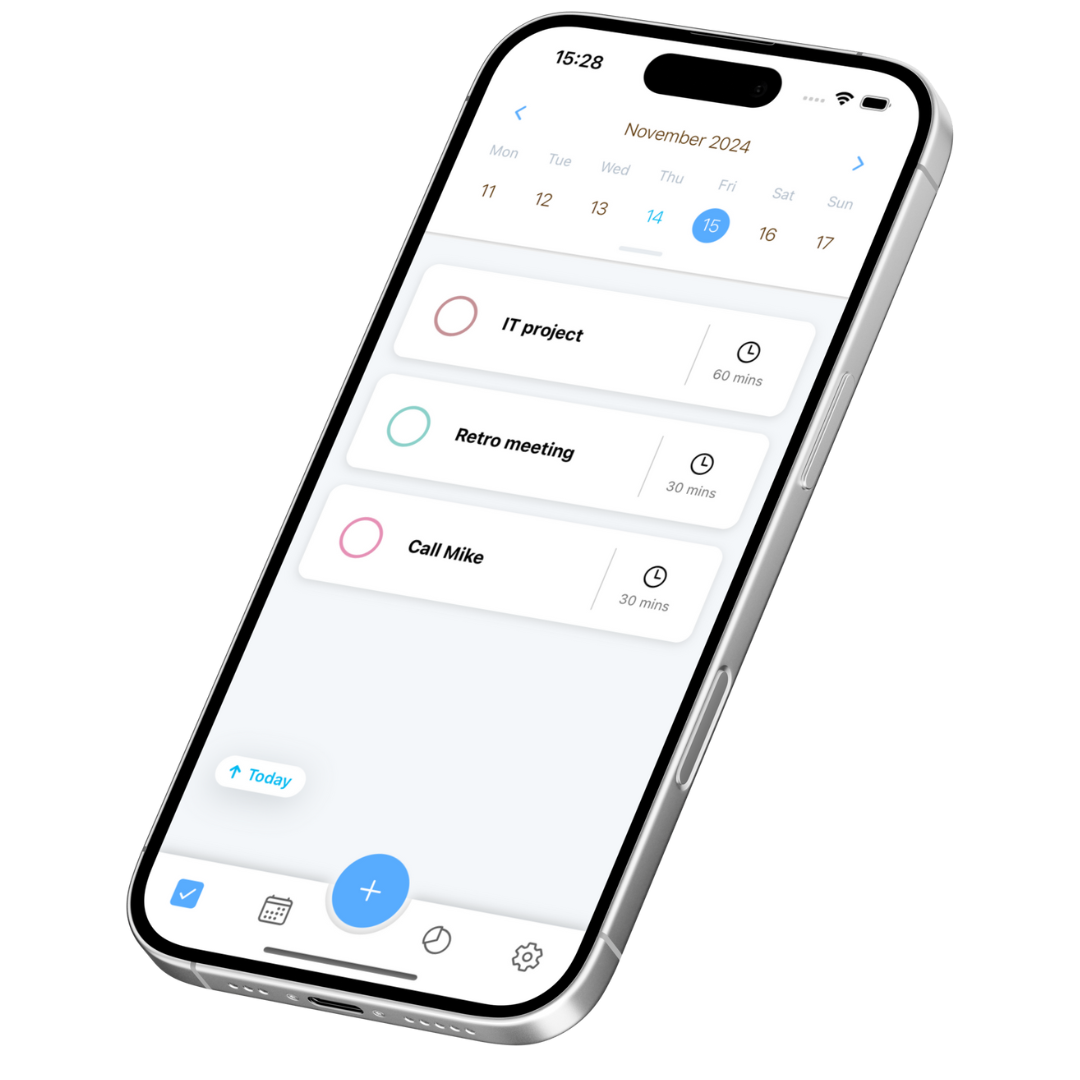 15:28
November 2024
Mon Tue Wed Thu Fri Sat Sun
11 12 13 14 15 16 17
IT project
60 mins
Retro meeting
30 mins
Call Mike
30 mins
Today